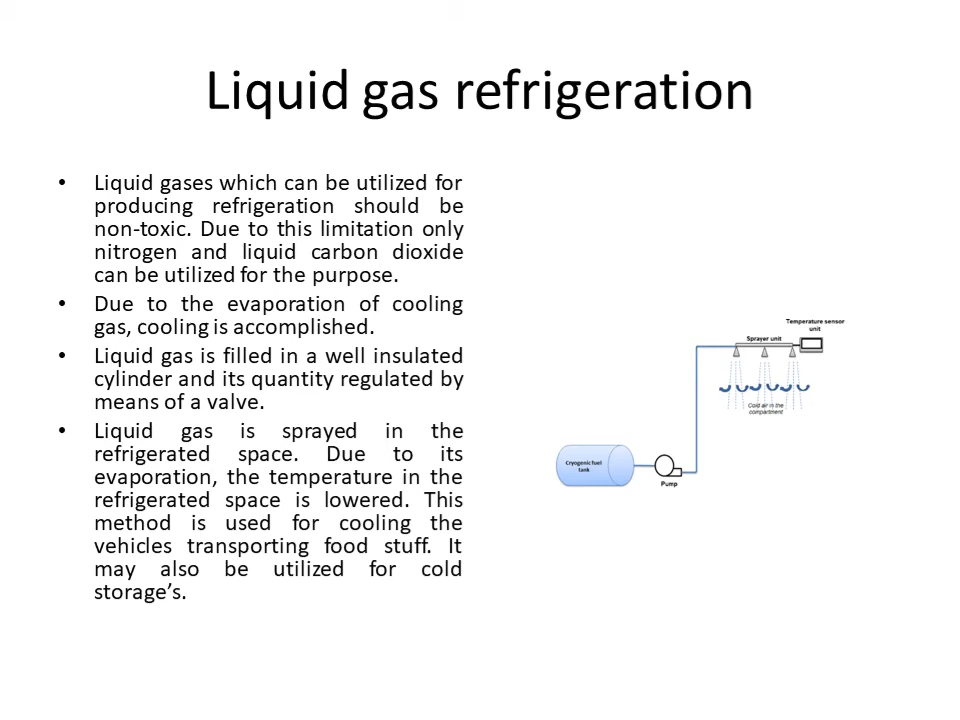 Liquid gas refrigeration
• Liquid gases which can be utilized for
producing refrigeration should be
non-toxic. Due to this limitation only
nitrogen and liquid carbon dioxide
can be utilized for the purpose.
• Due to the evaporation of cooling
gas, cooling is accomplished.
• Liquid gas is filled in a well insulated
cylinder and its quantity regulated by
means of a valve.
• Liquid gas is sprayed in the
refrigerated space. Due to its
evaporation, the temperature in the
refrigerated space is lowered. This
method is used for cooling the
vehicles transporting food stuff. It
may also be utilized for cold
storage’s.
Temperature sensor
unit
Sprayer unit
Cold air in the
compartment
Cryogenic fuel
tank
Pump